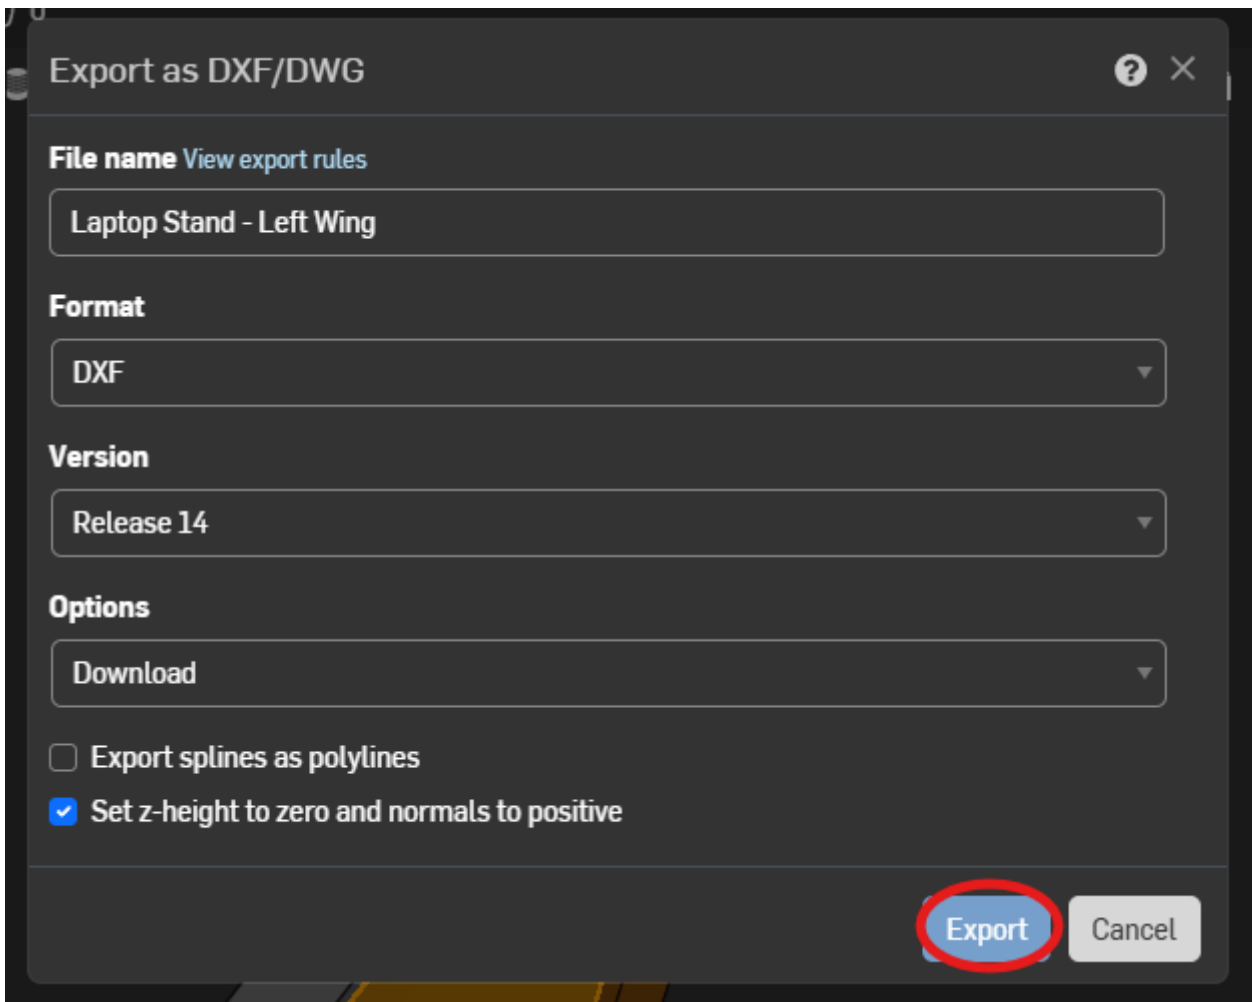 Export as DXF/DWG
File name View export rules
Laptop Stand - Left Wing
Format
DXF
Version
Release 14
Options
Download
Export splines as polylines
Set z-height to zero and normals to positive
Export Cancel